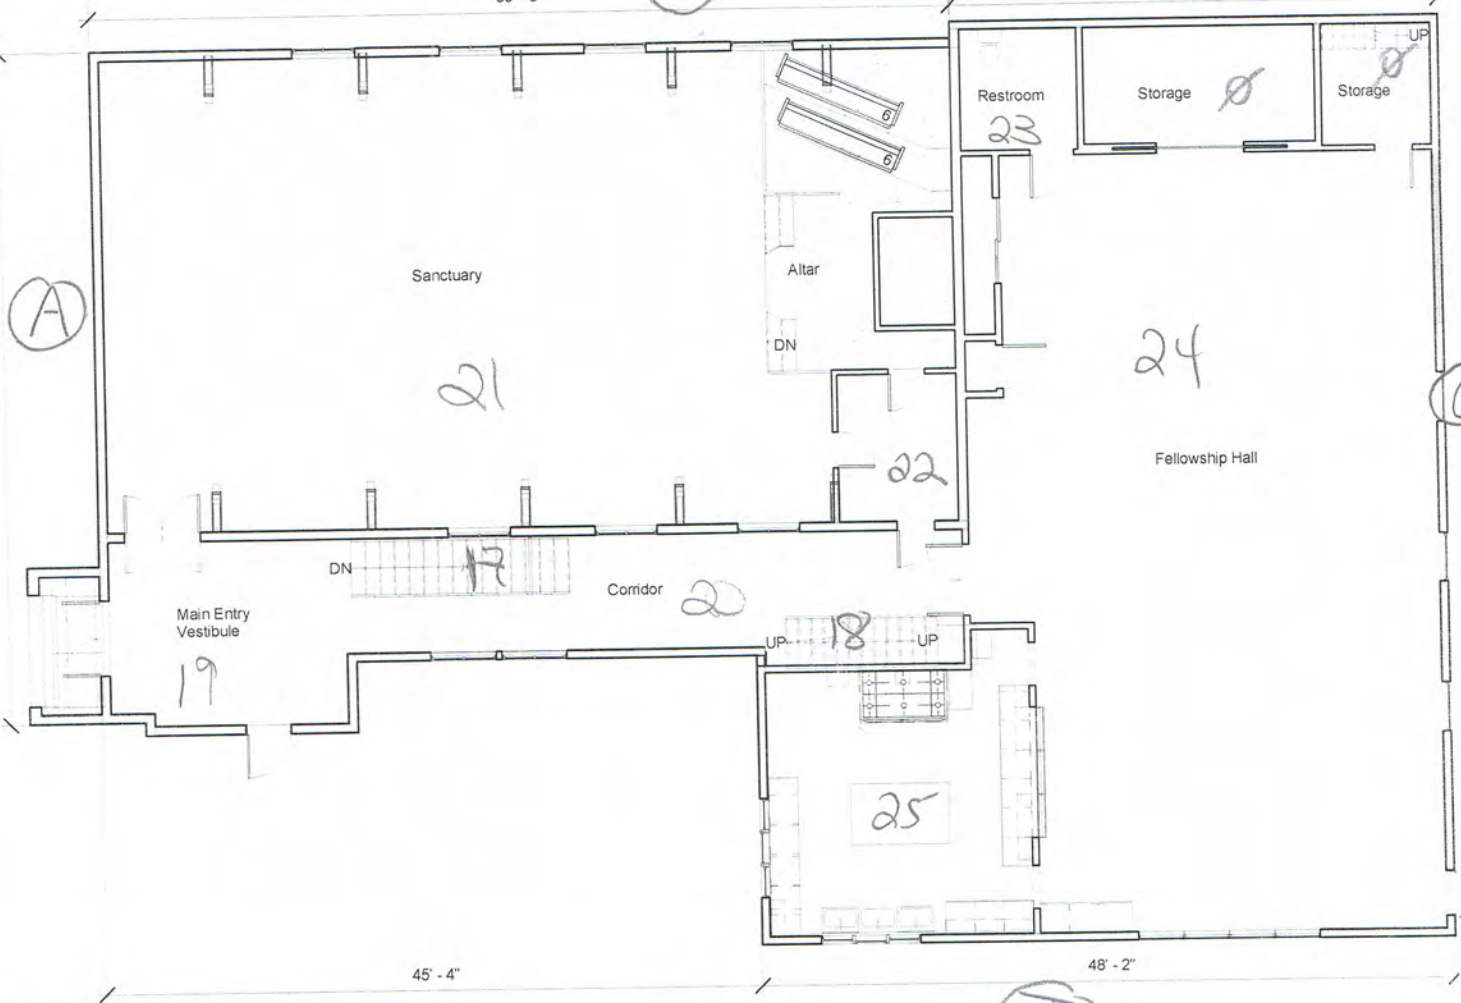 UP
Restroom
23
Storage Ø
Storage Ø
6
6
A
Sanctuary
21
Altar
DN
24
Fellowship Hall
22
DN
17
Corridor
20
Main Entry
Vestibule
19
UP
18
UP
25
45' - 4"
48' - 2"